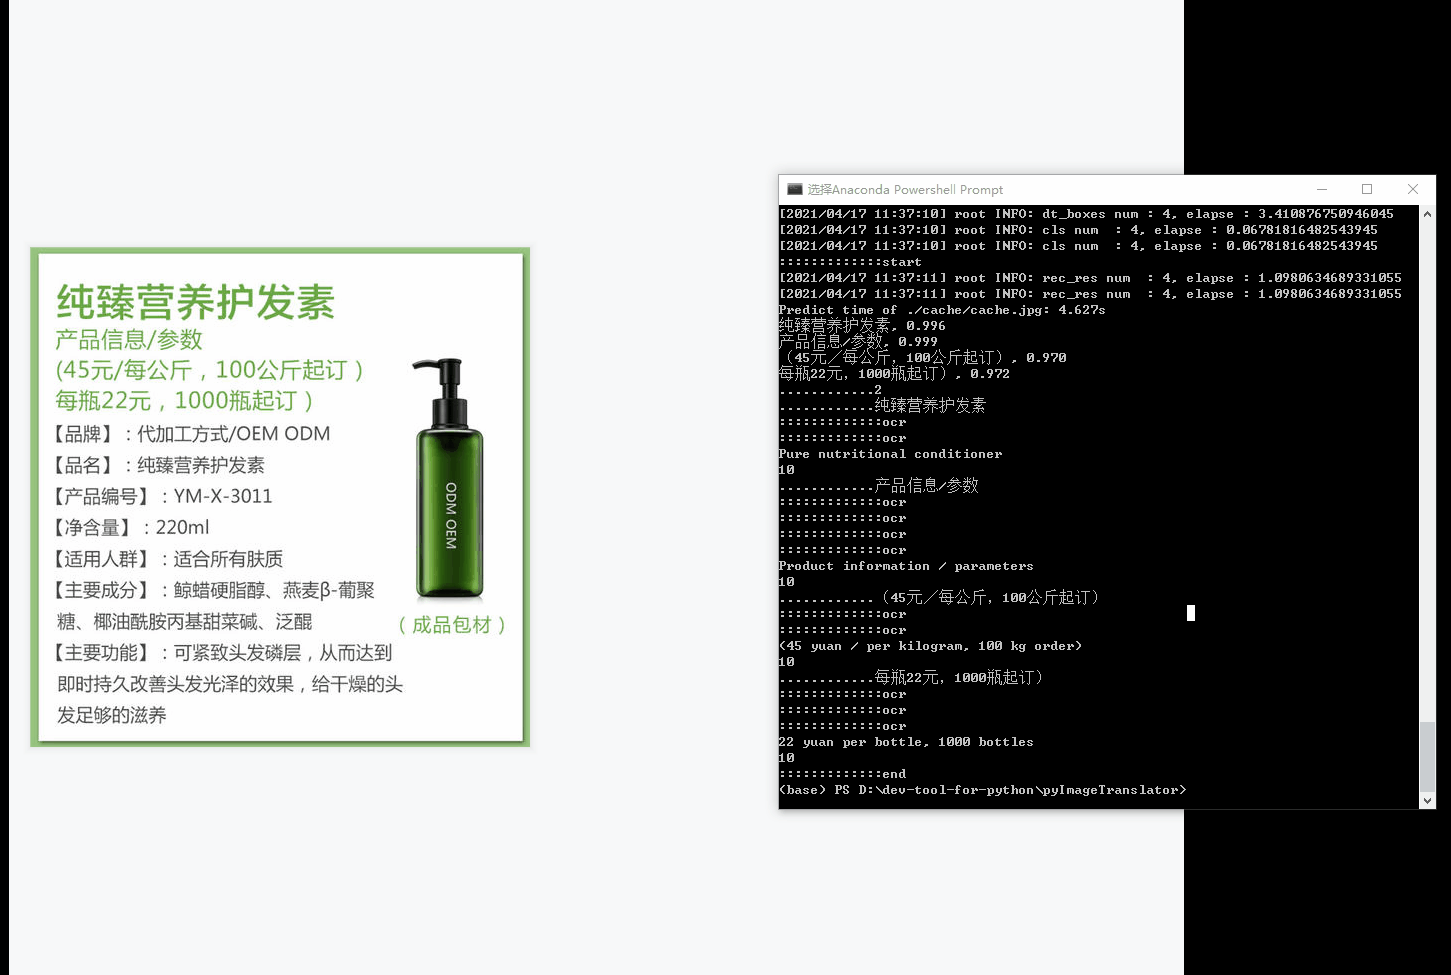 纯臻营养护发素
产品信息/参数
(45元/每公斤，100公斤起订）
每瓶22元，1000瓶起订）
【品牌】：代加工方式/OEM ODM
【品名】：纯臻营养护发素
【产品编号】：YM-X-3011
【净含量】：220ml
【适用人群】：适合所有肤质
【主要成分】：鲸蜡硬脂醇、燕麦β-葡聚
糖、椰油酰胺丙基甜菜碱、泛醌
【主要功能】：可紧致头发磷层，从而达到
即时持久改善头发光泽的效果，给干燥的头
发足够的滋养
ODM OEM
（成品包材）
选择Anaconda Powershell Prompt
[2021/04/17 11:37:10] root INFO: dt_boxes num : 4, elapse : 3.410876750946045
[2021/04/17 11:37:10] root INFO: cls num  : 4, elapse : 0.06781816482543945
[2021/04/17 11:37:10] root INFO: cls num  : 4, elapse : 0.06781816482543945
:::::::::::::start
[2021/04/17 11:37:11] root INFO: rec_res num  : 4, elapse : 1.0980634689331055
[2021/04/17 11:37:11] root INFO: rec_res num  : 4, elapse : 1.0980634689331055
Predict time of ./cache/cache.jpg: 4.627s
纯臻营养护发素, 0.996
产品信息/参数, 0.999
（45元／每公斤，100公斤起订）, 0.970
每瓶22元，1000瓶起订）, 0.972
............2
............纯臻营养护发素
:::::::::::::ocr
:::::::::::::ocr
Pure nutritional conditioner
10
............产品信息/参数
:::::::::::::ocr
:::::::::::::ocr
:::::::::::::ocr
:::::::::::::ocr
Product information / parameters
10
............（45元／每公斤，100公斤起订）
:::::::::::::ocr
:::::::::::::ocr
(45 yuan / per kilogram, 100 kg order)
10
............每瓶22元，1000瓶起订）
:::::::::::::ocr
:::::::::::::ocr
:::::::::::::ocr
22 yuan per bottle, 1000 bottles
10
:::::::::::::end
(base) PS D:\dev-tool-for-python\pyImageTranslator>